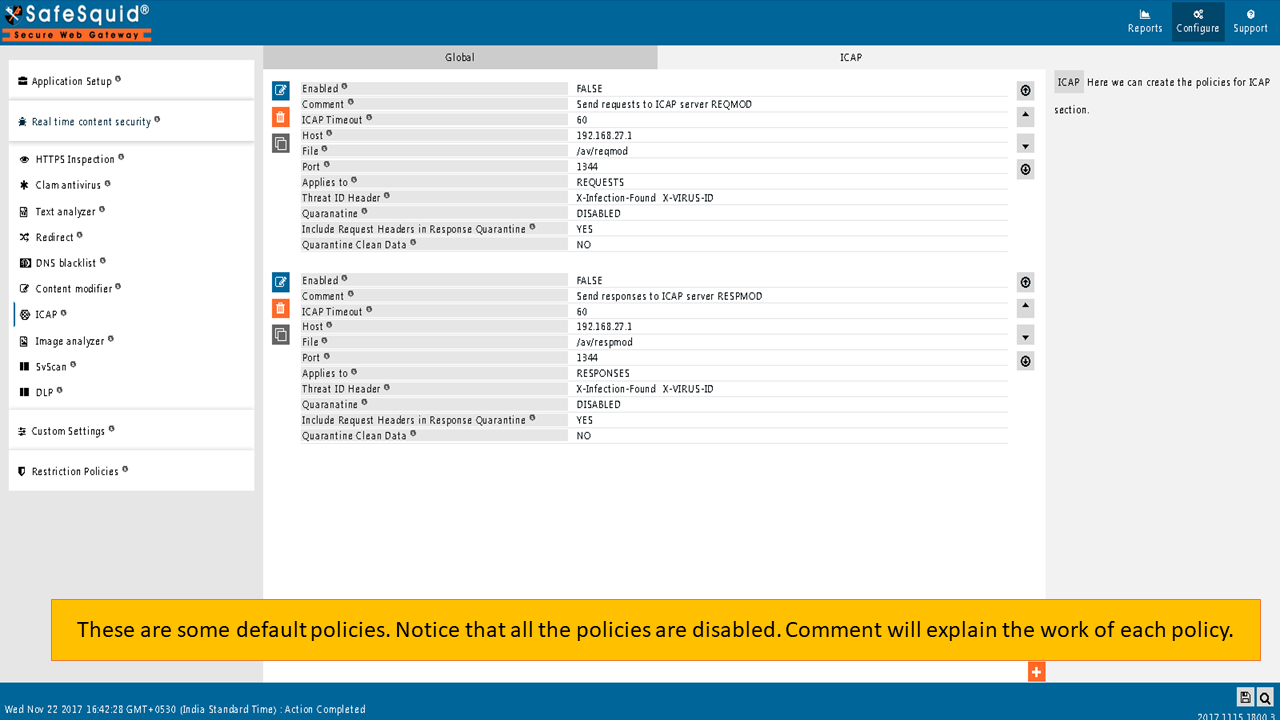 SafeSquid®
Secure Web Gateway
Reports
Configure
Support
Application Setup
Real time content security
HTTPS Inspection
Clam antivirus
Text analyzer
Redirect
DNS blacklist
Content modifier
ICAP
Image analyzer
SvScan
DLP
Custom Settings
Restriction Policies
Global
ICAP
Enabled FALSE
Comment Send requests to ICAP server REQMOD
ICAP Timeout 60
Host 192.168.27.1
File /av/reqmod
Port 1344
Applies to REQUESTS
Threat ID Header X-Infection-Found X-VIRUS-ID
Quaranatine DISABLED
Include Request Headers in Response Quarantine YES
Quarantine Clean Data NO
Enabled FALSE
Comment Send responses to ICAP server RESPMOD
ICAP Timeout 60
Host 192.168.27.1
File /av/respmod
Port 1344
Applies to RESPONSES
Threat ID Header X-Infection-Found X-VIRUS-ID
Quaranatine DISABLED
Include Request Headers in Response Quarantine YES
Quarantine Clean Data NO
ICAP Here we can create the policies for ICAP
section.
These are some default policies. Notice that all the policies are disabled. Comment will explain the work of each policy.
Wed Nov 22 2017 16:42:28 GMT+0530 (India Standard Time) : Action Completed
2017.1115.1800.3